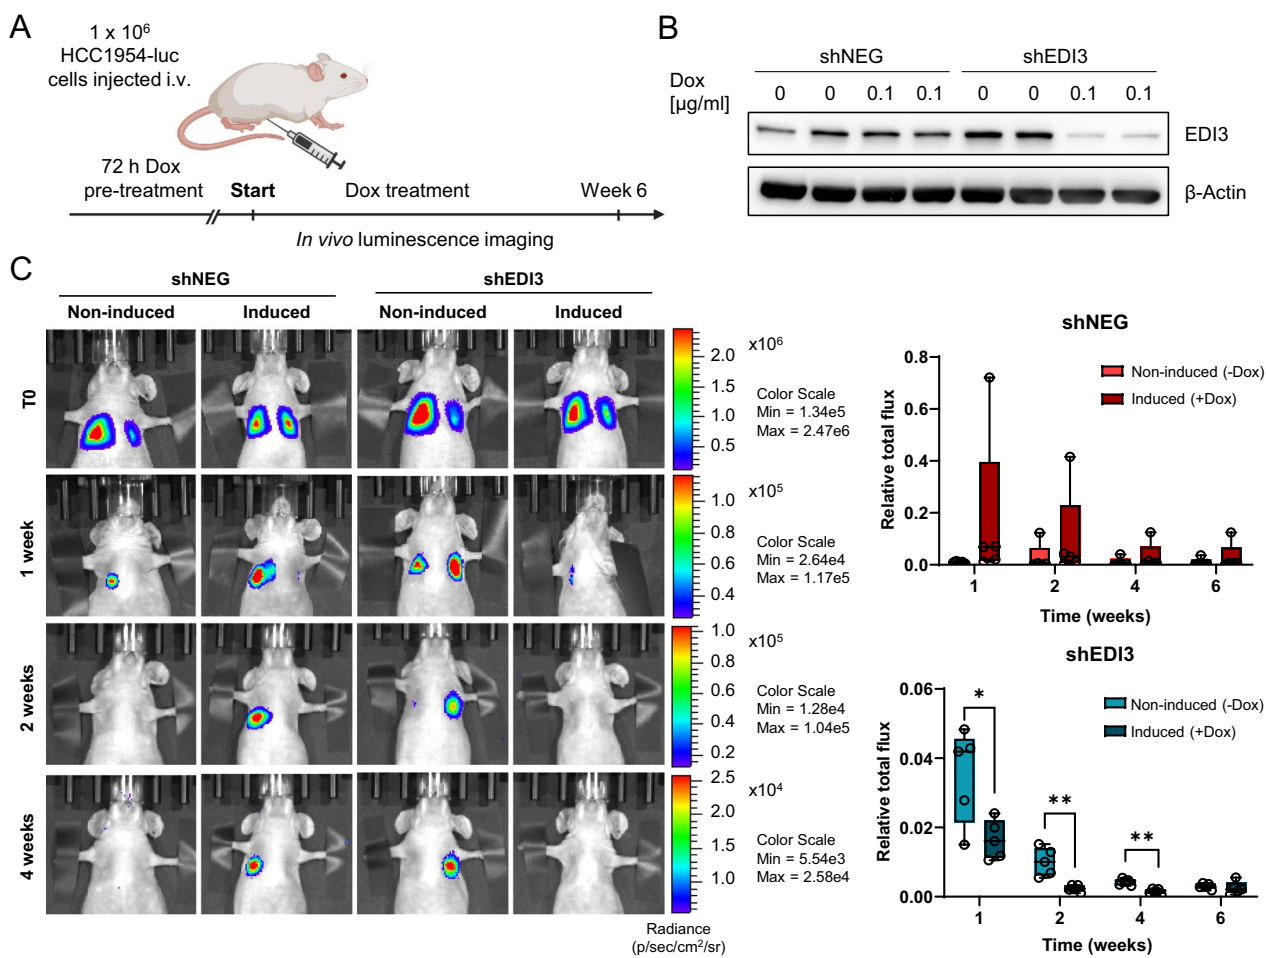 A
1 x 10⁶
HCC1954-luc
cells injected i.v.
72 h Dox
pre-treatment
Start
Dox treatment
Week 6
In vivo luminescence imaging
B
shNEG shEDI3
Dox
[µg/ml]
0 0 0.1 0.1 0 0 0.1 0.1
EDI3
β-Actin
C
shNEG shEDI3
Non-induced Induced Non-induced Induced
T0
2.0
1.5
1.0
0.5
x10⁶
Color Scale
Min = 1.34e5
Max = 2.47e6
1 week
1.0
0.8
0.6
0.4
x10⁵
Color Scale
Min = 2.64e4
Max = 1.17e5
2 weeks
1.0
0.8
0.6
0.4
0.2
x10⁵
Color Scale
Min = 1.28e4
Max = 1.04e5
4 weeks
2.5
2.0
1.5
1.0
x10⁴
Color Scale
Min = 5.54e3
Max = 2.58e4
Radiance
(p/sec/cm²/sr)
shNEG
Relative total flux
0.8
0.6
0.4
0.2
0.0
Non-induced (-Dox)
Induced (+Dox)
1 2 4 6
Time (weeks)
shEDI3
Relative total flux
0.06
0.04
0.02
0.00
Non-induced (-Dox)
Induced (+Dox)
*
**
**
1 2 4 6
Time (weeks)